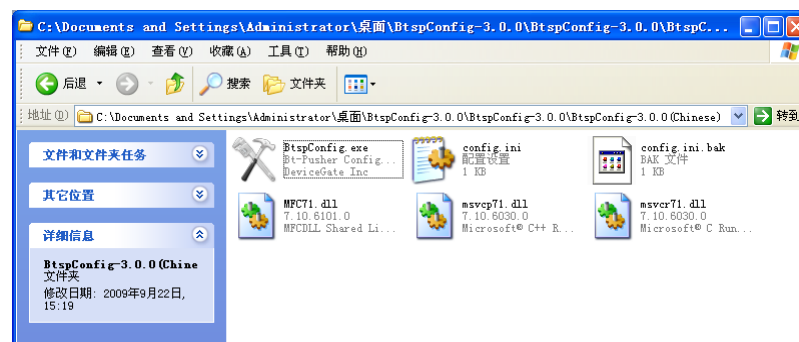 C:\Documents and Settings\Administrator\桌面\BtspConfig-3.0.0\BtspConfig-3.0.0\BtspC...
文件(F) 编辑(E) 查看(V) 收藏(A) 工具(T) 帮助(H)
后退 搜索 文件夹
地址(D) C:\Documents and Settings\Administrator\桌面\BtspConfig-3.0.0\BtspConfig-3.0.0\BtspConfig-3.0.0(Chinese) 转到
文件和文件夹任务
其它位置
详细信息
BtspConfig-3.0.0(Chine
文件夹
修改日期: 2009年9月22日,
15:19
BtspConfig.exe
Bt-Pusher Config...
DeviceGate Inc
config.ini
配置设置
1 KB
config.ini.bak
BAK 文件
1 KB
MFC71.dll
7.10.6101.0
MFCDLL Shared Li...
msvcp71.dll
7.10.6030.0
Microsoft® C++ R...
msvcr71.dll
7.10.6030.0
Microsoft® C Run...